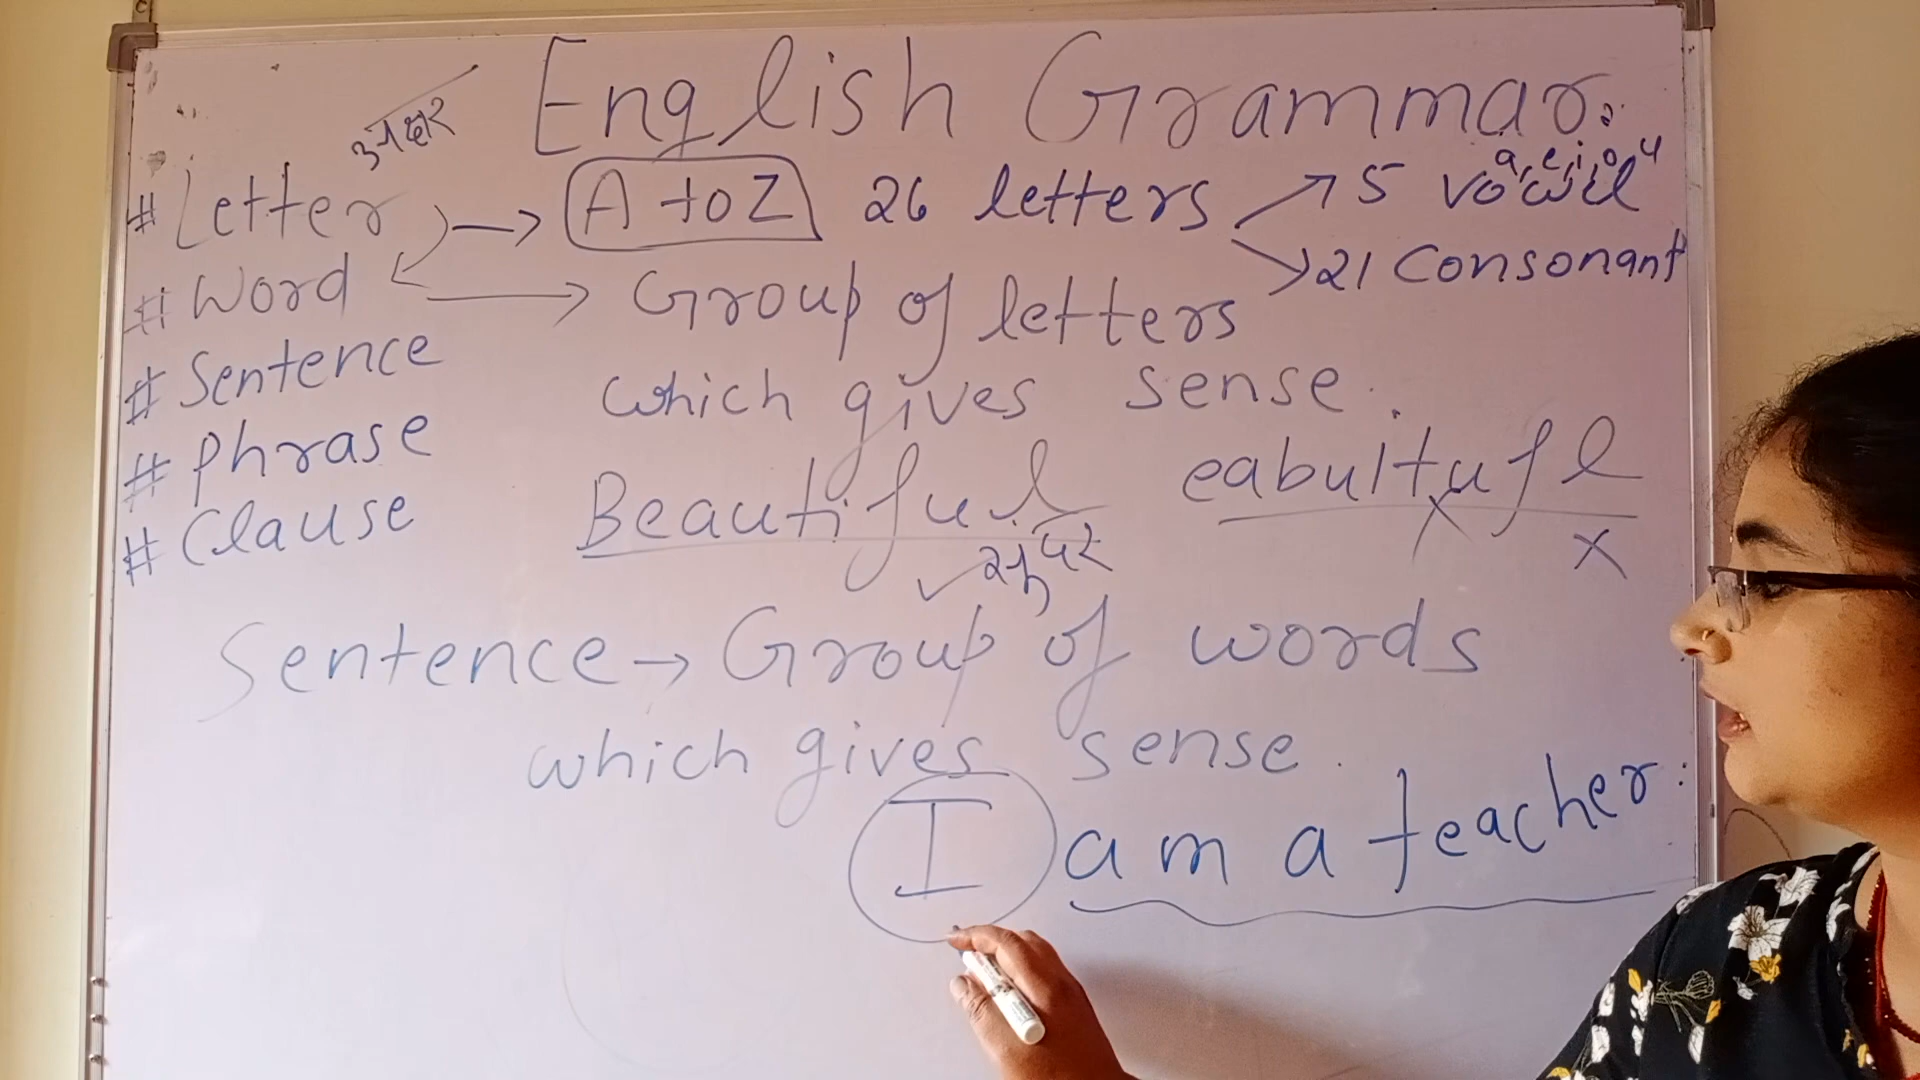 English Grammar:
अक्षर
# Letter → A to Z 26 letters → 5 vowel a, e, i, o, u
→ 21 Consonant
# Word → Group of letters
which gives sense.
# Sentence
# Phrase
# Clause
Beautiful eabultufl
✓ सुन्दर x x
Sentence → Group of words
which gives sense.
I am a teacher.